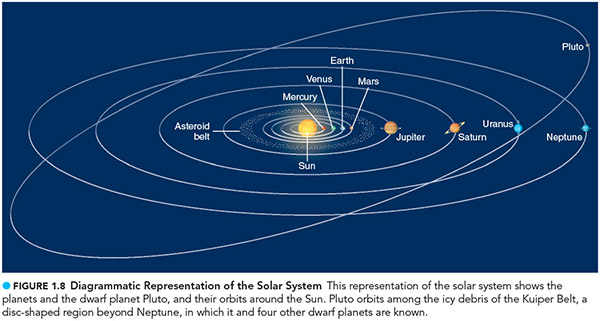 Pluto
Earth
Venus
Mars
Mercury
Asteroid
belt
Jupiter
Saturn
Uranus
Neptune
Sun
FIGURE 1.8 Diagrammatic Representation of the Solar System This representation of the solar system shows the
planets and the dwarf planet Pluto, and their orbits around the Sun. Pluto orbits among the icy debris of the Kuiper Belt, a
disc-shaped region beyond Neptune, in which it and four other dwarf planets are known.